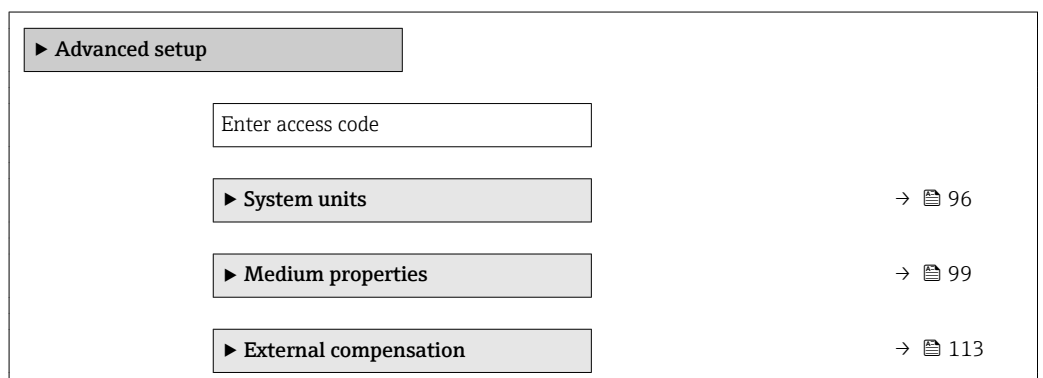 ▶ Advanced setup
Enter access code
▶ System units → 96
▶ Medium properties → 99
▶ External compensation → 113